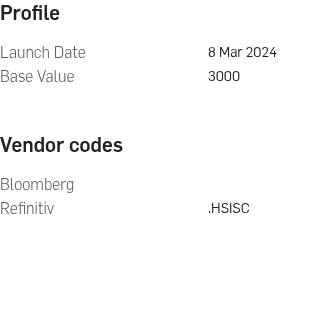 Profile
Launch Date 8 Mar 2024
Base Value 3000
Vendor codes
Bloomberg
Refinitiv .HSISC